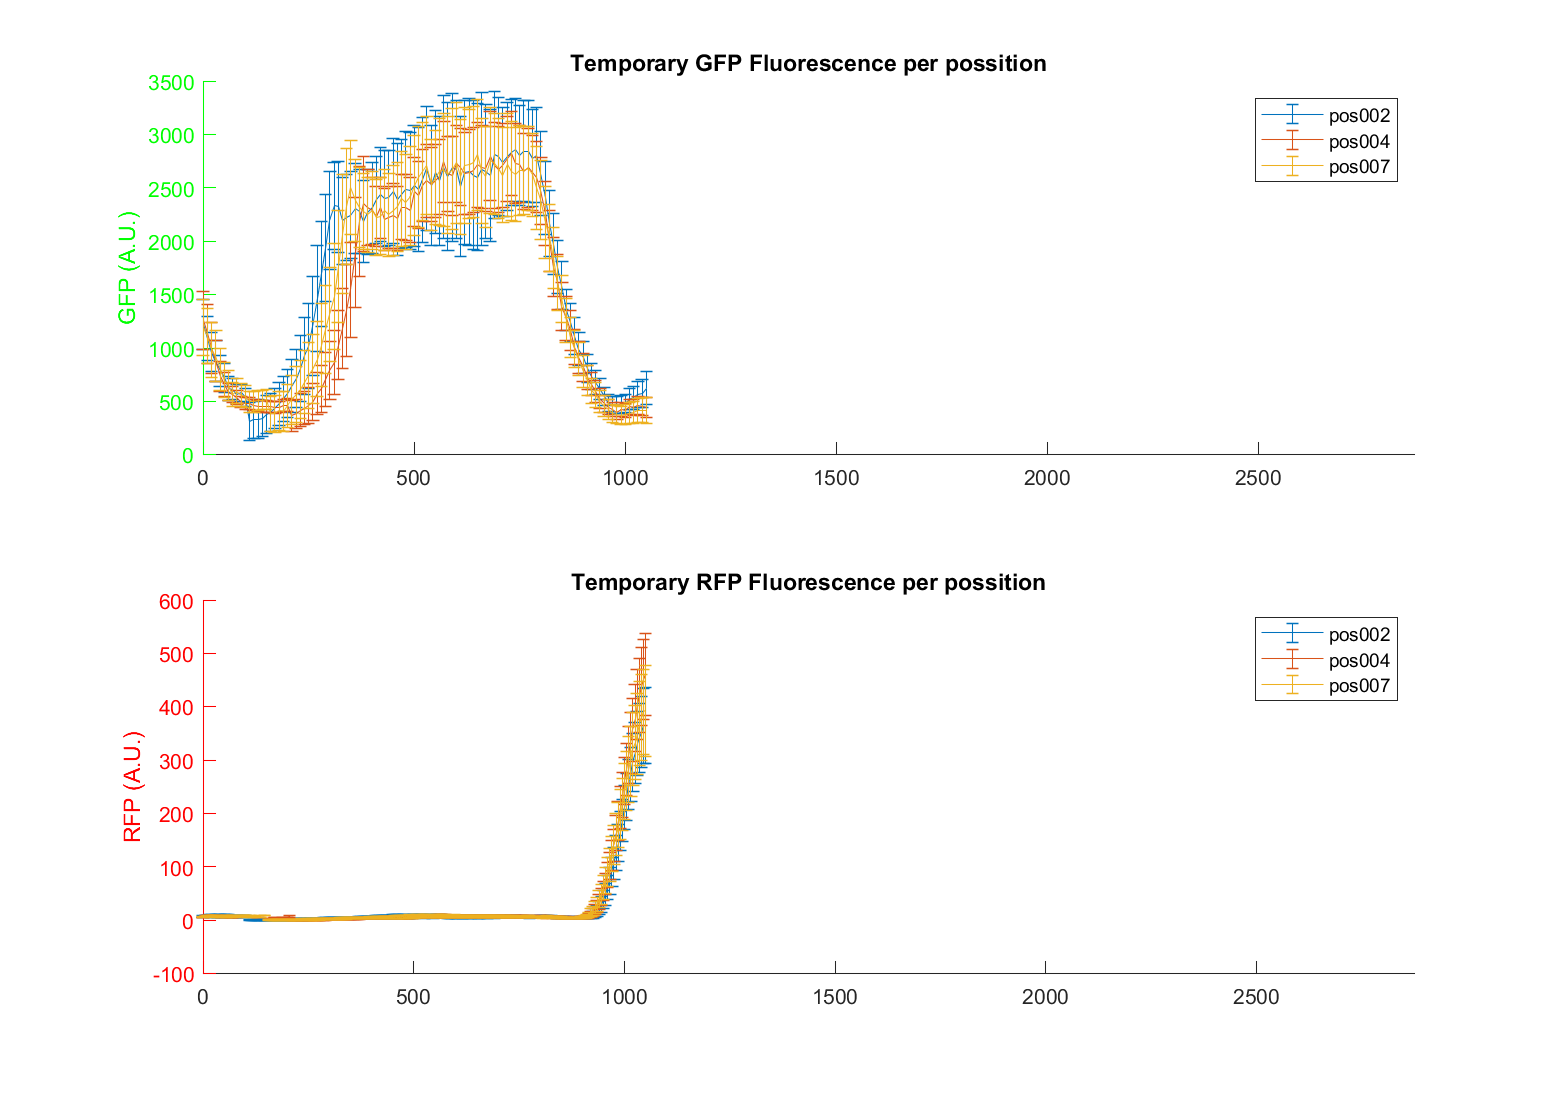 Temporary GFP Fluorescence per possition
GFP (A.U.)
3500
3000
2500
2000
1500
1000
500
0
0 500 1000 1500 2000 2500
pos002
pos004
pos007
Temporary RFP Fluorescence per possition
RFP (A.U.)
600
500
400
300
200
100
0
-100
0 500 1000 1500 2000 2500
pos002
pos004
pos007